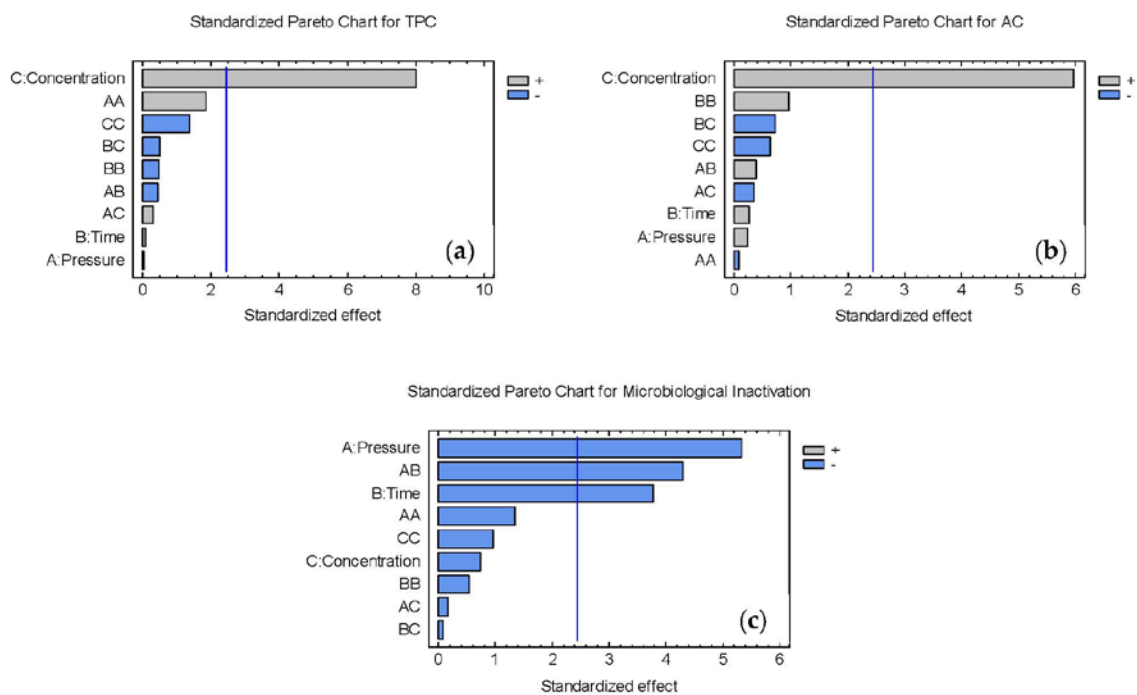 Standardized Pareto Chart for TPC
C:Concentration
AA
CC
BC
BB
AB
AC
B:Time
A:Pressure
+
-
(a)
0 2 4 6 8 10
Standardized effect
Standardized Pareto Chart for AC
C:Concentration
BB
BC
CC
AB
AC
B:Time
A:Pressure
AA
+
-
(b)
0 1 2 3 4 5 6
Standardized effect
Standardized Pareto Chart for Microbiological Inactivation
A:Pressure
AB
B:Time
AA
CC
C:Concentration
BB
AC
BC
+
-
(c)
0 1 2 3 4 5 6
Standardized effect